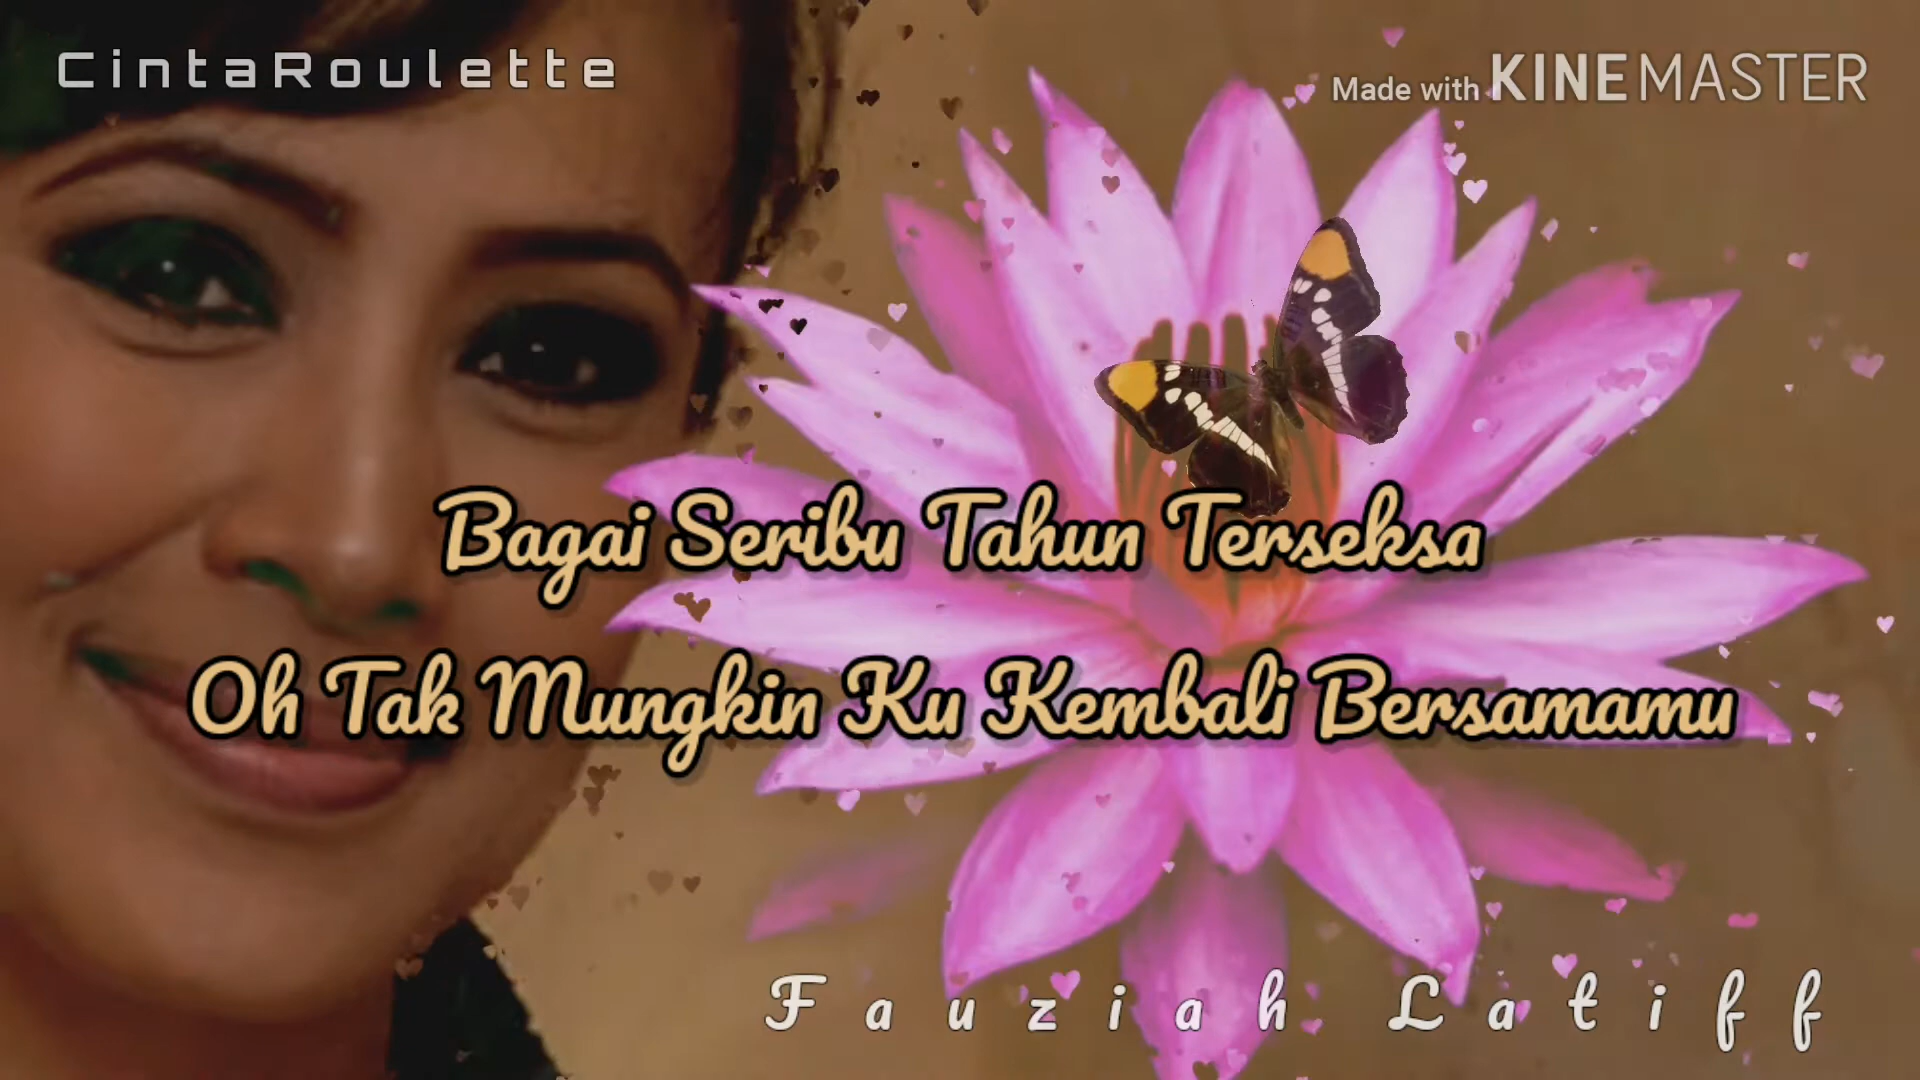 CintaRoulette
Made with KINEMASTER
Bagai Seribu Tahun Terseksa
Oh Tak Mungkin Ku Kembali Bersamamu
Fauziah Latiff